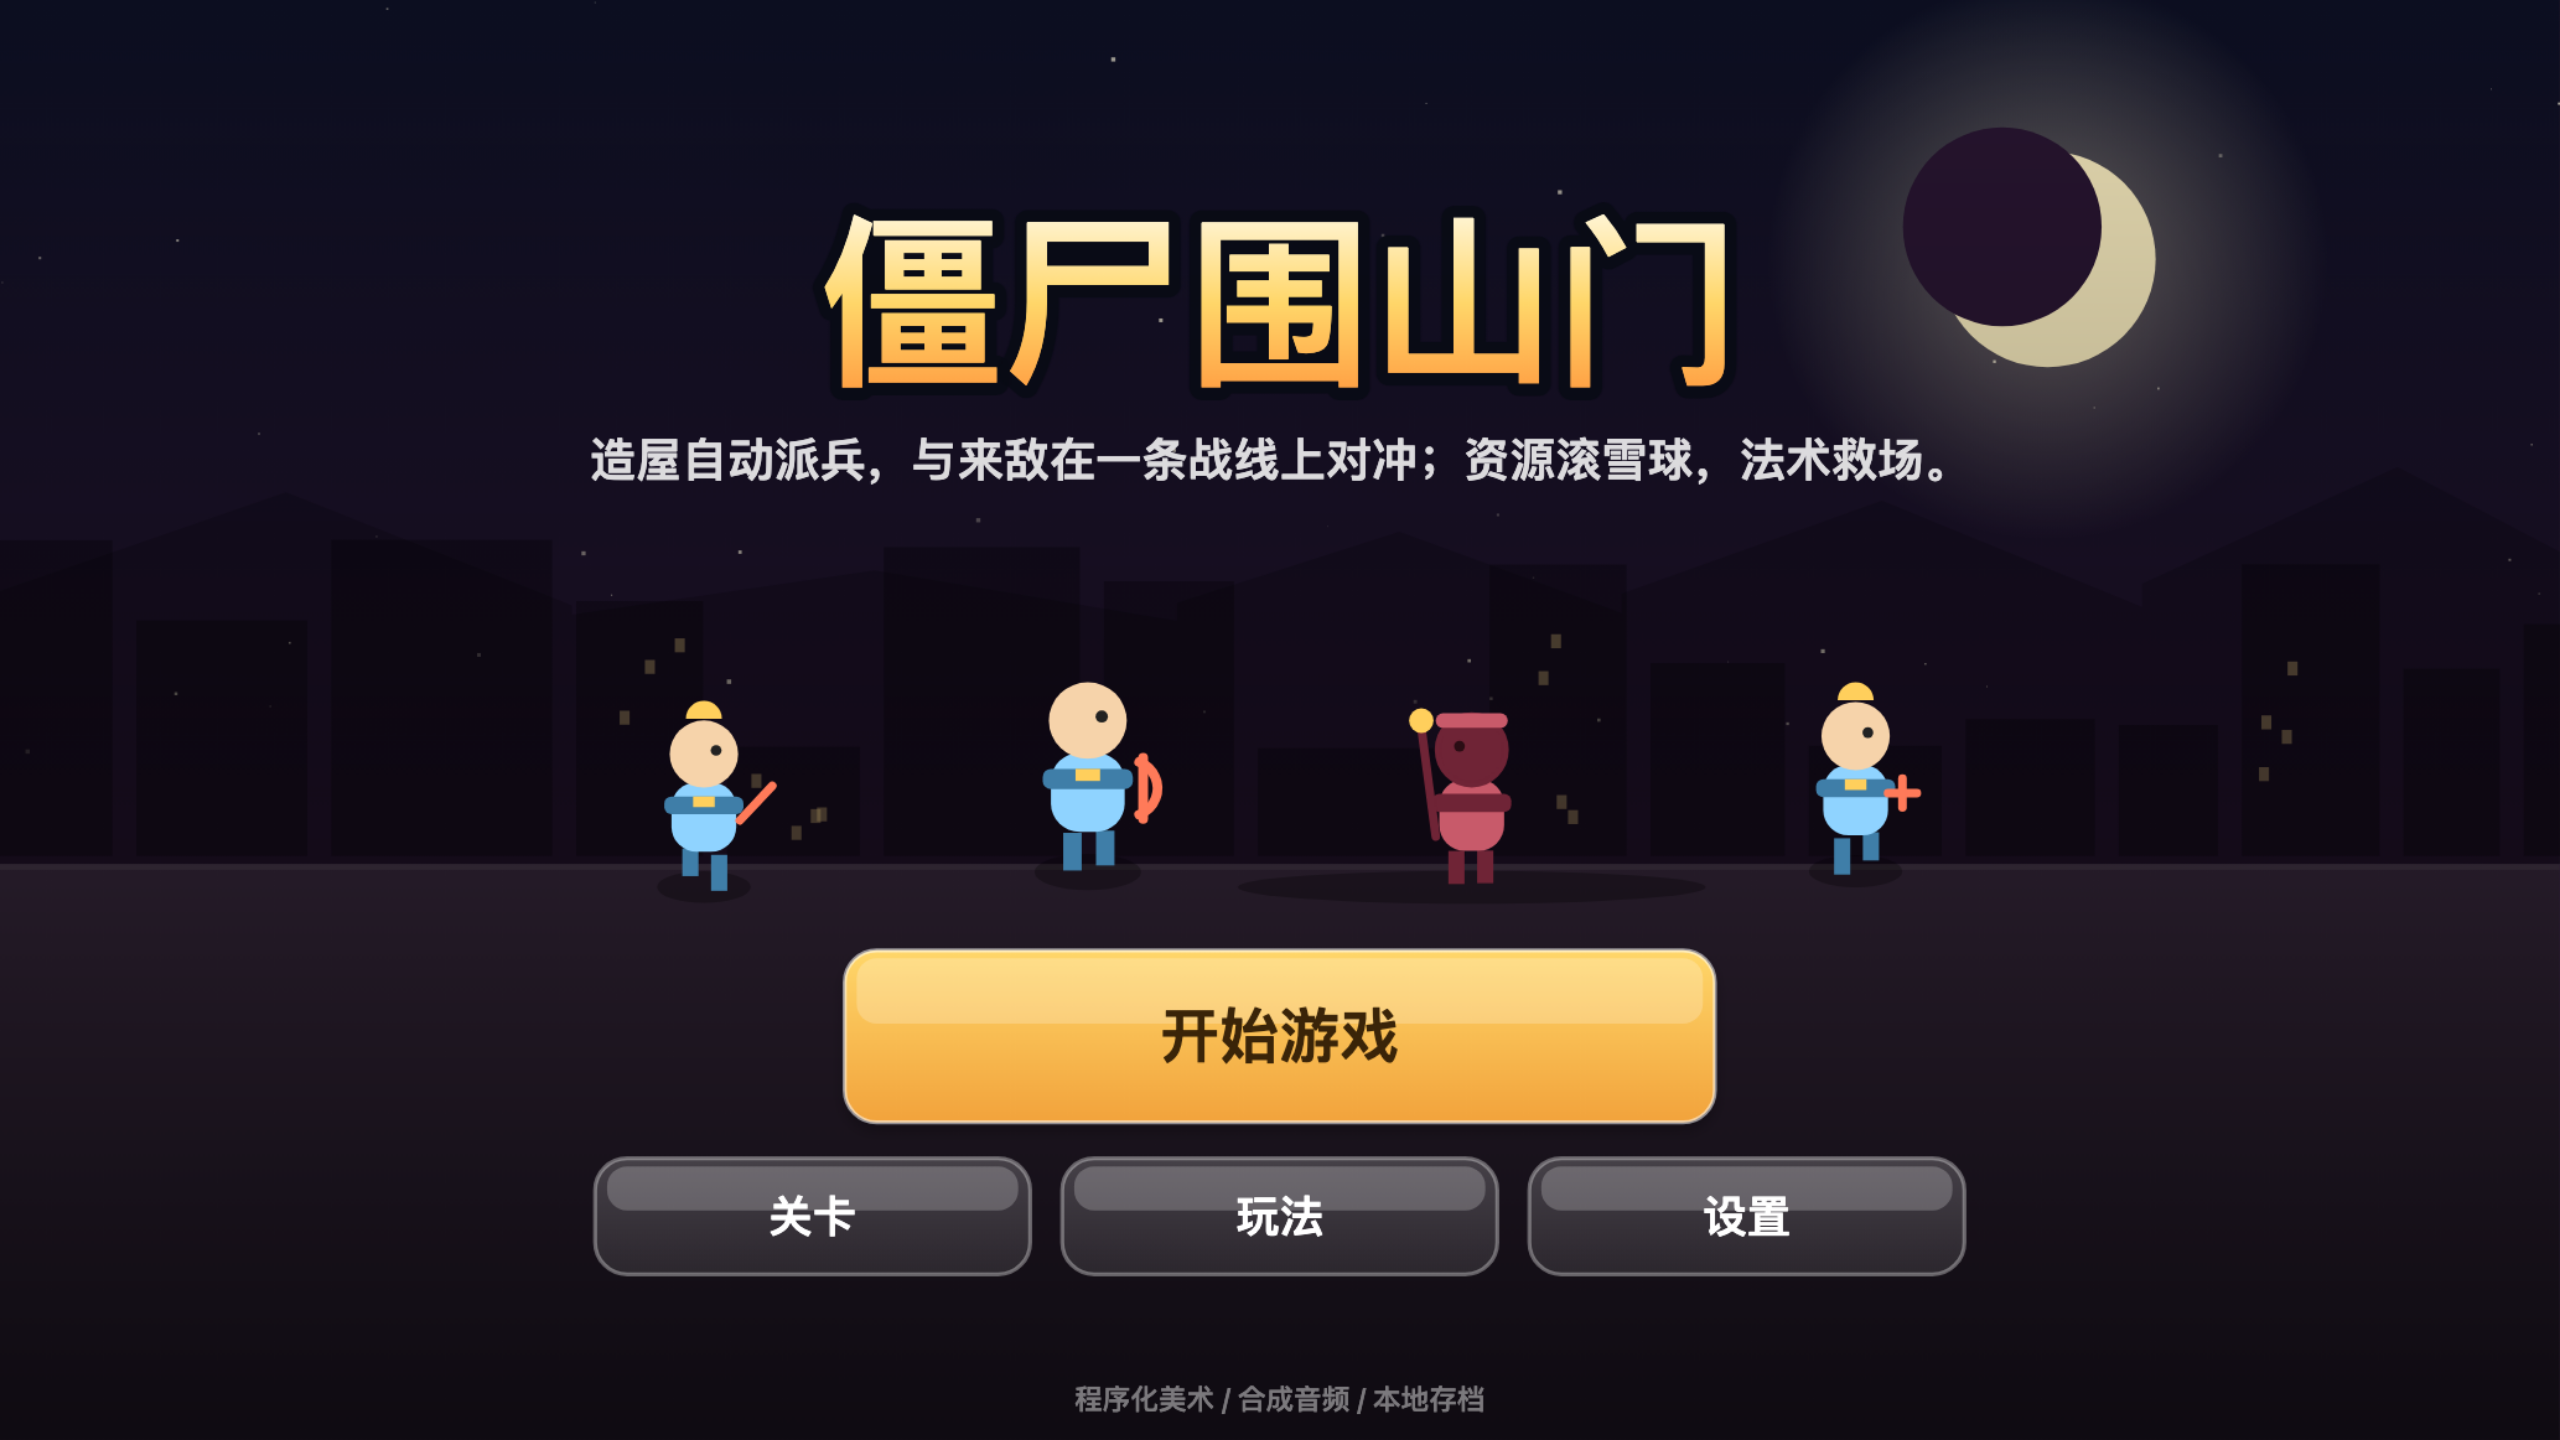 僵尸围山门
造屋自动派兵，与来敌在一条战线上对冲；资源滚雪球，法术救场。
开始游戏
关卡
玩法
设置
程序化美术 / 合成音频 / 本地存档